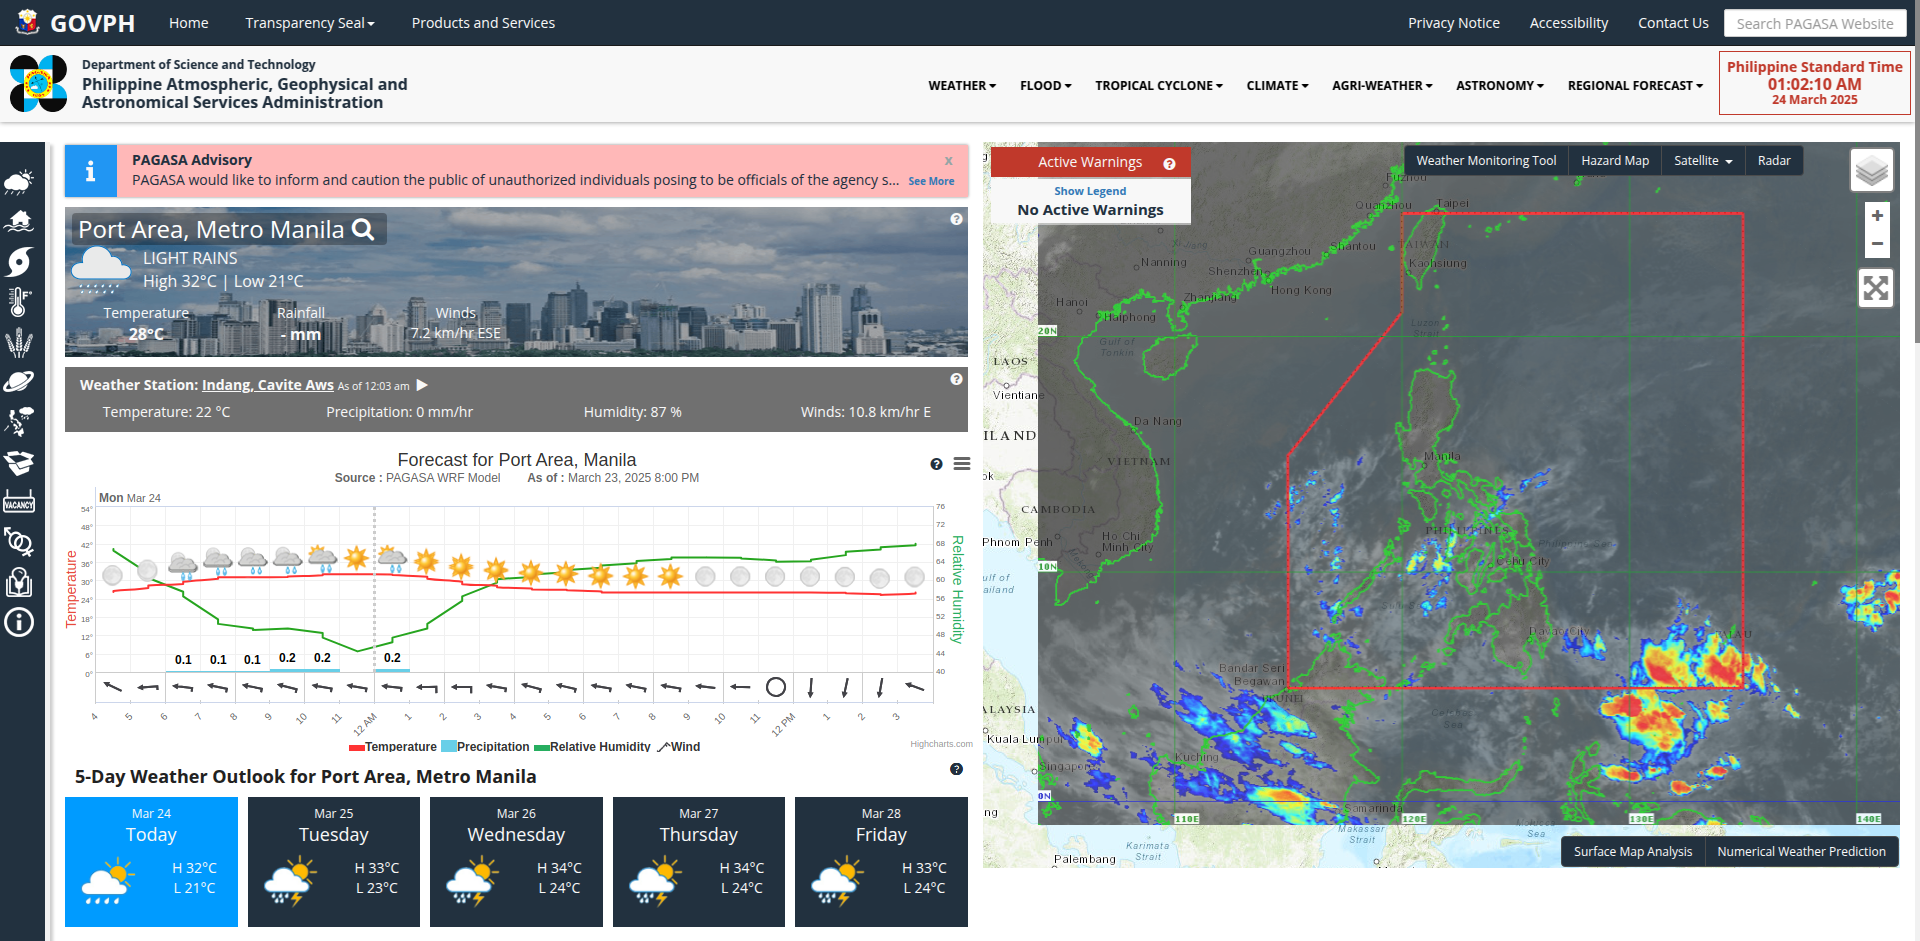 GOVPH
Home
Transparency Seal
Products and Services
Privacy Notice
Accessibility
Contact Us
Search PAGASA Website
Department of Science and Technology
Philippine Atmospheric, Geophysical and
Astronomical Services Administration
WEATHER
FLOOD
TROPICAL CYCLONE
CLIMATE
AGRI-WEATHER
ASTRONOMY
REGIONAL FORECAST
Philippine Standard Time
01:02:10 AM
24 March 2025
PAGASA Advisory
x
PAGASA would like to inform and caution the public of unauthorized individuals posing to be officials of the agency s... See More
Port Area, Metro Manila
LIGHT RAINS
High 32°C | Low 21°C
Temperature
28°C
Rainfall
- mm
Winds
7.2 km/hr ESE
Weather Station: Indang, Cavite Aws As of 12:03 am
Temperature: 22 °C
Precipitation: 0 mm/hr
Humidity: 87 %
Winds: 10.8 km/hr E
Forecast for Port Area, Manila
Source : PAGASA WRF Model As of : March 23, 2025 8:00 PM
Mon Mar 24
Temperature
54°
48°
42°
36°
30°
24°
18°
12°
6°
0°
76
72
68
64
60
56
52
48
44
40
Relative Humidity
0.1 0.1 0.1 0.2 0.2 0.2
4 5 6 7 8 9 10 11 12 AM 1 2 3 4 5 6 7 8 9 10 11 12 PM 1 2 3
Temperature Precipitation Relative Humidity Wind
Highcharts.com
5-Day Weather Outlook for Port Area, Metro Manila
Mar 24
Today
H 32°C
L 21°C
Mar 25
Tuesday
H 33°C
L 23°C
Mar 26
Wednesday
H 34°C
L 24°C
Mar 27
Thursday
H 34°C
L 24°C
Mar 28
Friday
H 33°C
L 24°C
VACANCY
Active Warnings
Show Legend
No Active Warnings
Weather Monitoring Tool
Hazard Map
Satellite
Radar
+
−
Fuzhou
Quanzhou
Taipei
Guangzhou
Shantou
TAIWAN
Nanning
Shenzhen
Kaohsiung
Hanoi
Zhanjiang
Hong Kong
Haiphong
20N
Luzon
Strait
Gulf of
Tonkin
LAOS
Vientiane
Da Nang
ILAND
VIETNAM
Manila
ok
CAMBODIA
PHILIPPINES
Phnom Penh
Ho Chi
Minh City
Cebu City
10N
ulf of
ailand
Davao City
PALAU
Bandar Seri
Begawan
BRUNEI
ALAYSIA
Celebes
Sea
Kuala Lumpur
Kuching
Singapore
0N
ng
Samarinda
110E
120E
130E
140E
Makassar
Strait
Molucca
Sea
Karimata
Strait
Palembang
Surface Map Analysis
Numerical Weather Prediction